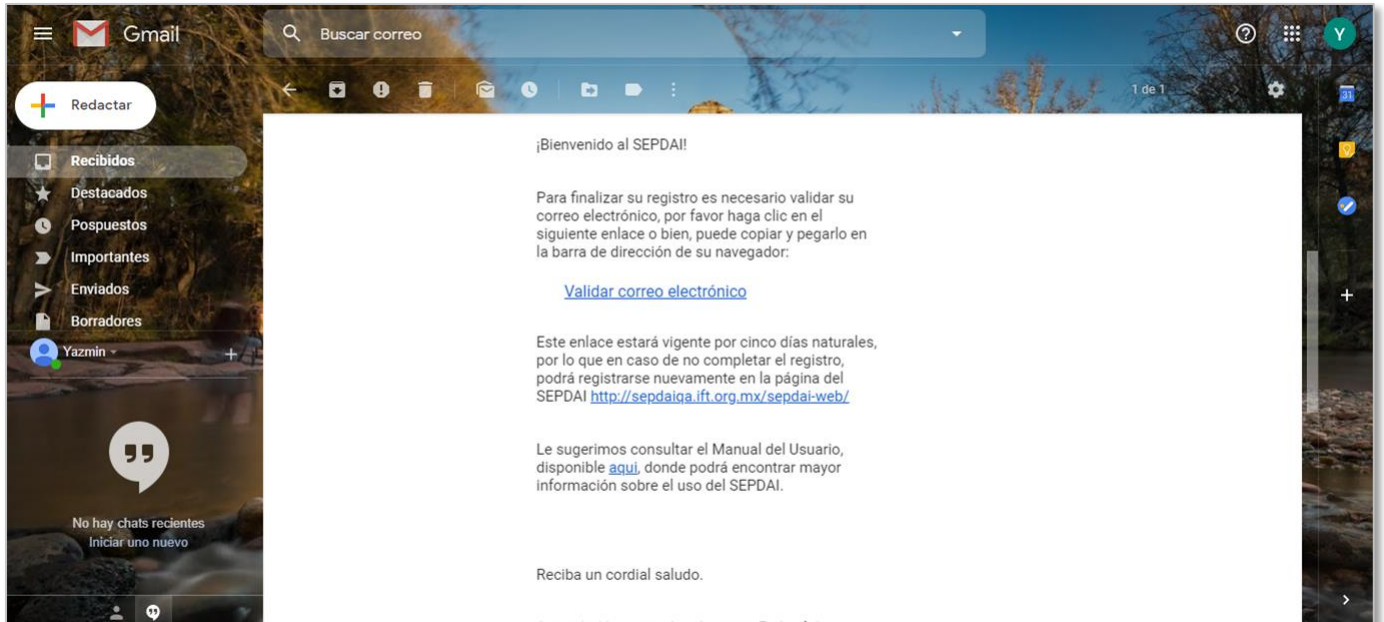 Gmail
Buscar correo
Y
Redactar
1 de 1
31
Recibidos
Destacados
Pospuestos
Importantes
Enviados
Borradores
Yazmin
No hay chats recientes
Iniciar uno nuevo
¡Bienvenido al SEPDAI!
Para finalizar su registro es necesario validar su
correo electrónico, por favor haga clic en el
siguiente enlace o bien, puede copiar y pegarlo en
la barra de dirección de su navegador:
Validar correo electrónico
Este enlace estará vigente por cinco días naturales,
por lo que en caso de no completar el registro,
podrá registrarse nuevamente en la página del
SEPDAI http://sepdaiqa.ift.org.mx/sepdai-web/
Le sugerimos consultar el Manual del Usuario,
disponible aqui, donde podrá encontrar mayor
información sobre el uso del SEPDAI.
Reciba un cordial saludo.